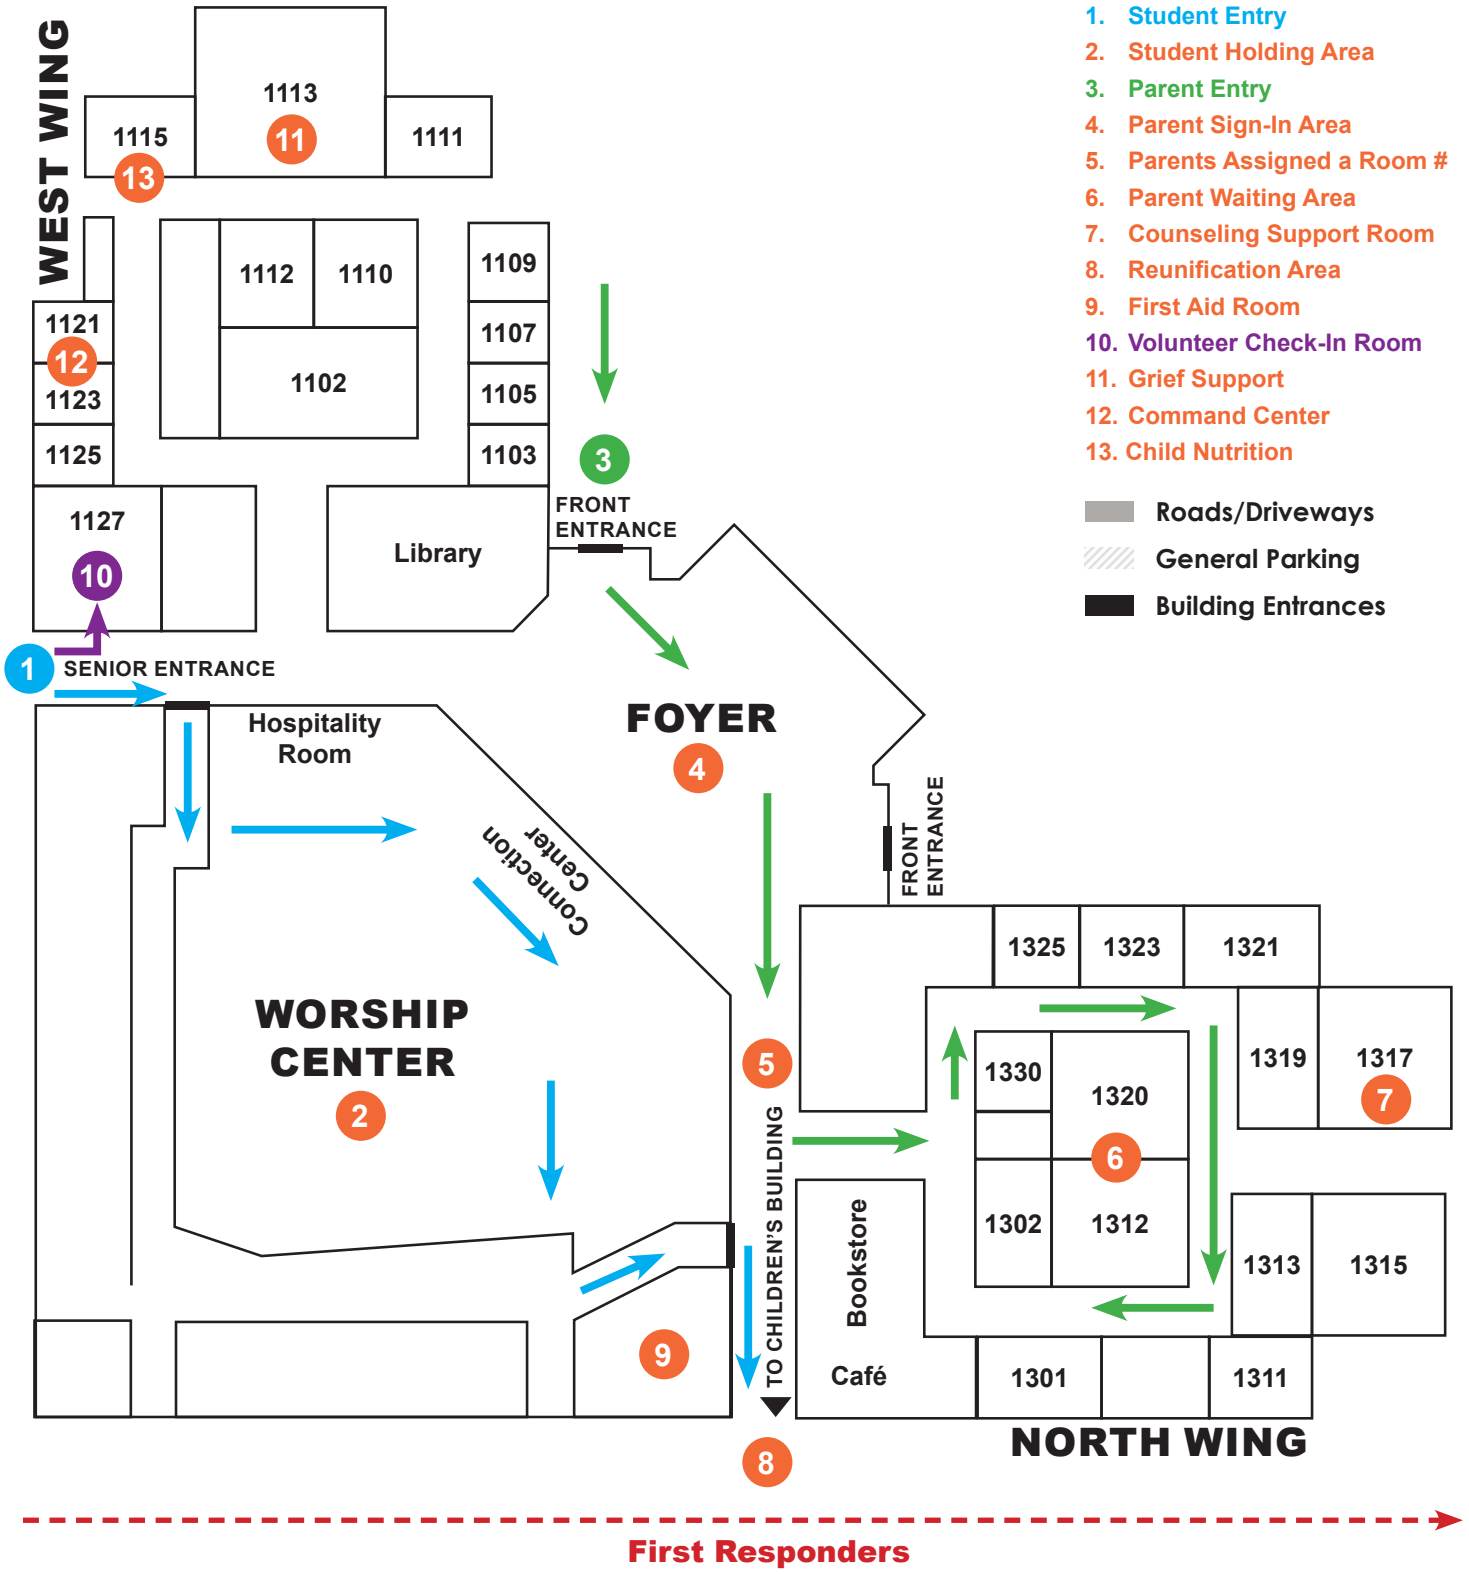 WEST WING
1113
11
1115
13
1111
1112
1110
1109
1121
12
1107
1102
1123
1105
1125
1103
3
FRONT
ENTRANCE
1127
10
Library
1
SENIOR ENTRANCE
Hospitality
Room
FOYER
4
Connection
Center
FRONT
ENTRANCE
WORSHIP
CENTER
2
5
TO CHILDREN'S BUILDING
1325
1323
1321
1319
1317
7
1330
1320
6
1302
1312
1313
1315
Bookstore
Café
1301
1311
9
8
NORTH WING
First Responders
1. Student Entry
2. Student Holding Area
3. Parent Entry
4. Parent Sign-In Area
5. Parents Assigned a Room #
6. Parent Waiting Area
7. Counseling Support Room
8. Reunification Area
9. First Aid Room
10. Volunteer Check-In Room
11. Grief Support
12. Command Center
13. Child Nutrition
Roads/Driveways
General Parking
Building Entrances